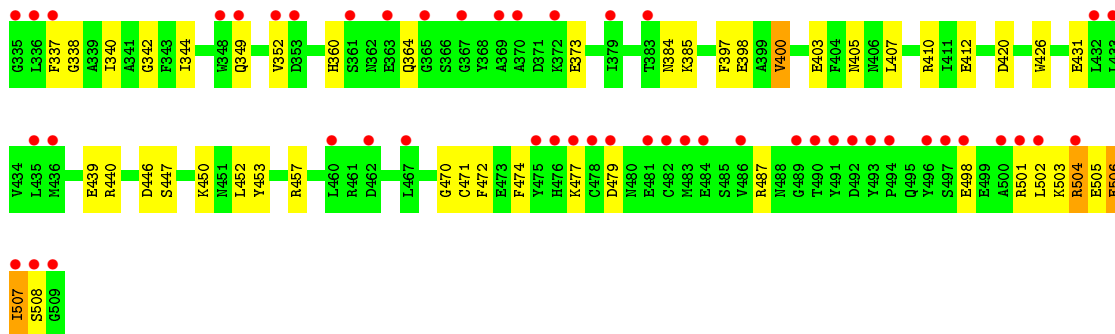 G335 L336 F337 G338 A339 I340 A341 G342 F343 I344 W348 Q349 V352 D353 H360 S361 N362 E363 Q364 G365 S366 G367 Y368 A369 A370 D371 K372 E373 I379 T383 N384 K385 F397 E398 A399 V400 E403 F404 N405 N406 L407 R410 I411 E412 D420 W426 E431 L432 L433
V434 L435 M436 E439 R440 D446 S447 K450 N451 L452 Y453 R457 L460 R461 D462 L467 G470 C471 F472 E473 F474 Y475 H476 K477 C478 D479 N480 E481 C482 M483 E484 S485 V486 R487 N488 G489 T490 Y491 D492 Y493 P494 Q495 Y496 S497 E498 E499 A500 R501 L502 K503 R504 E505 E506
I507 S508 G509